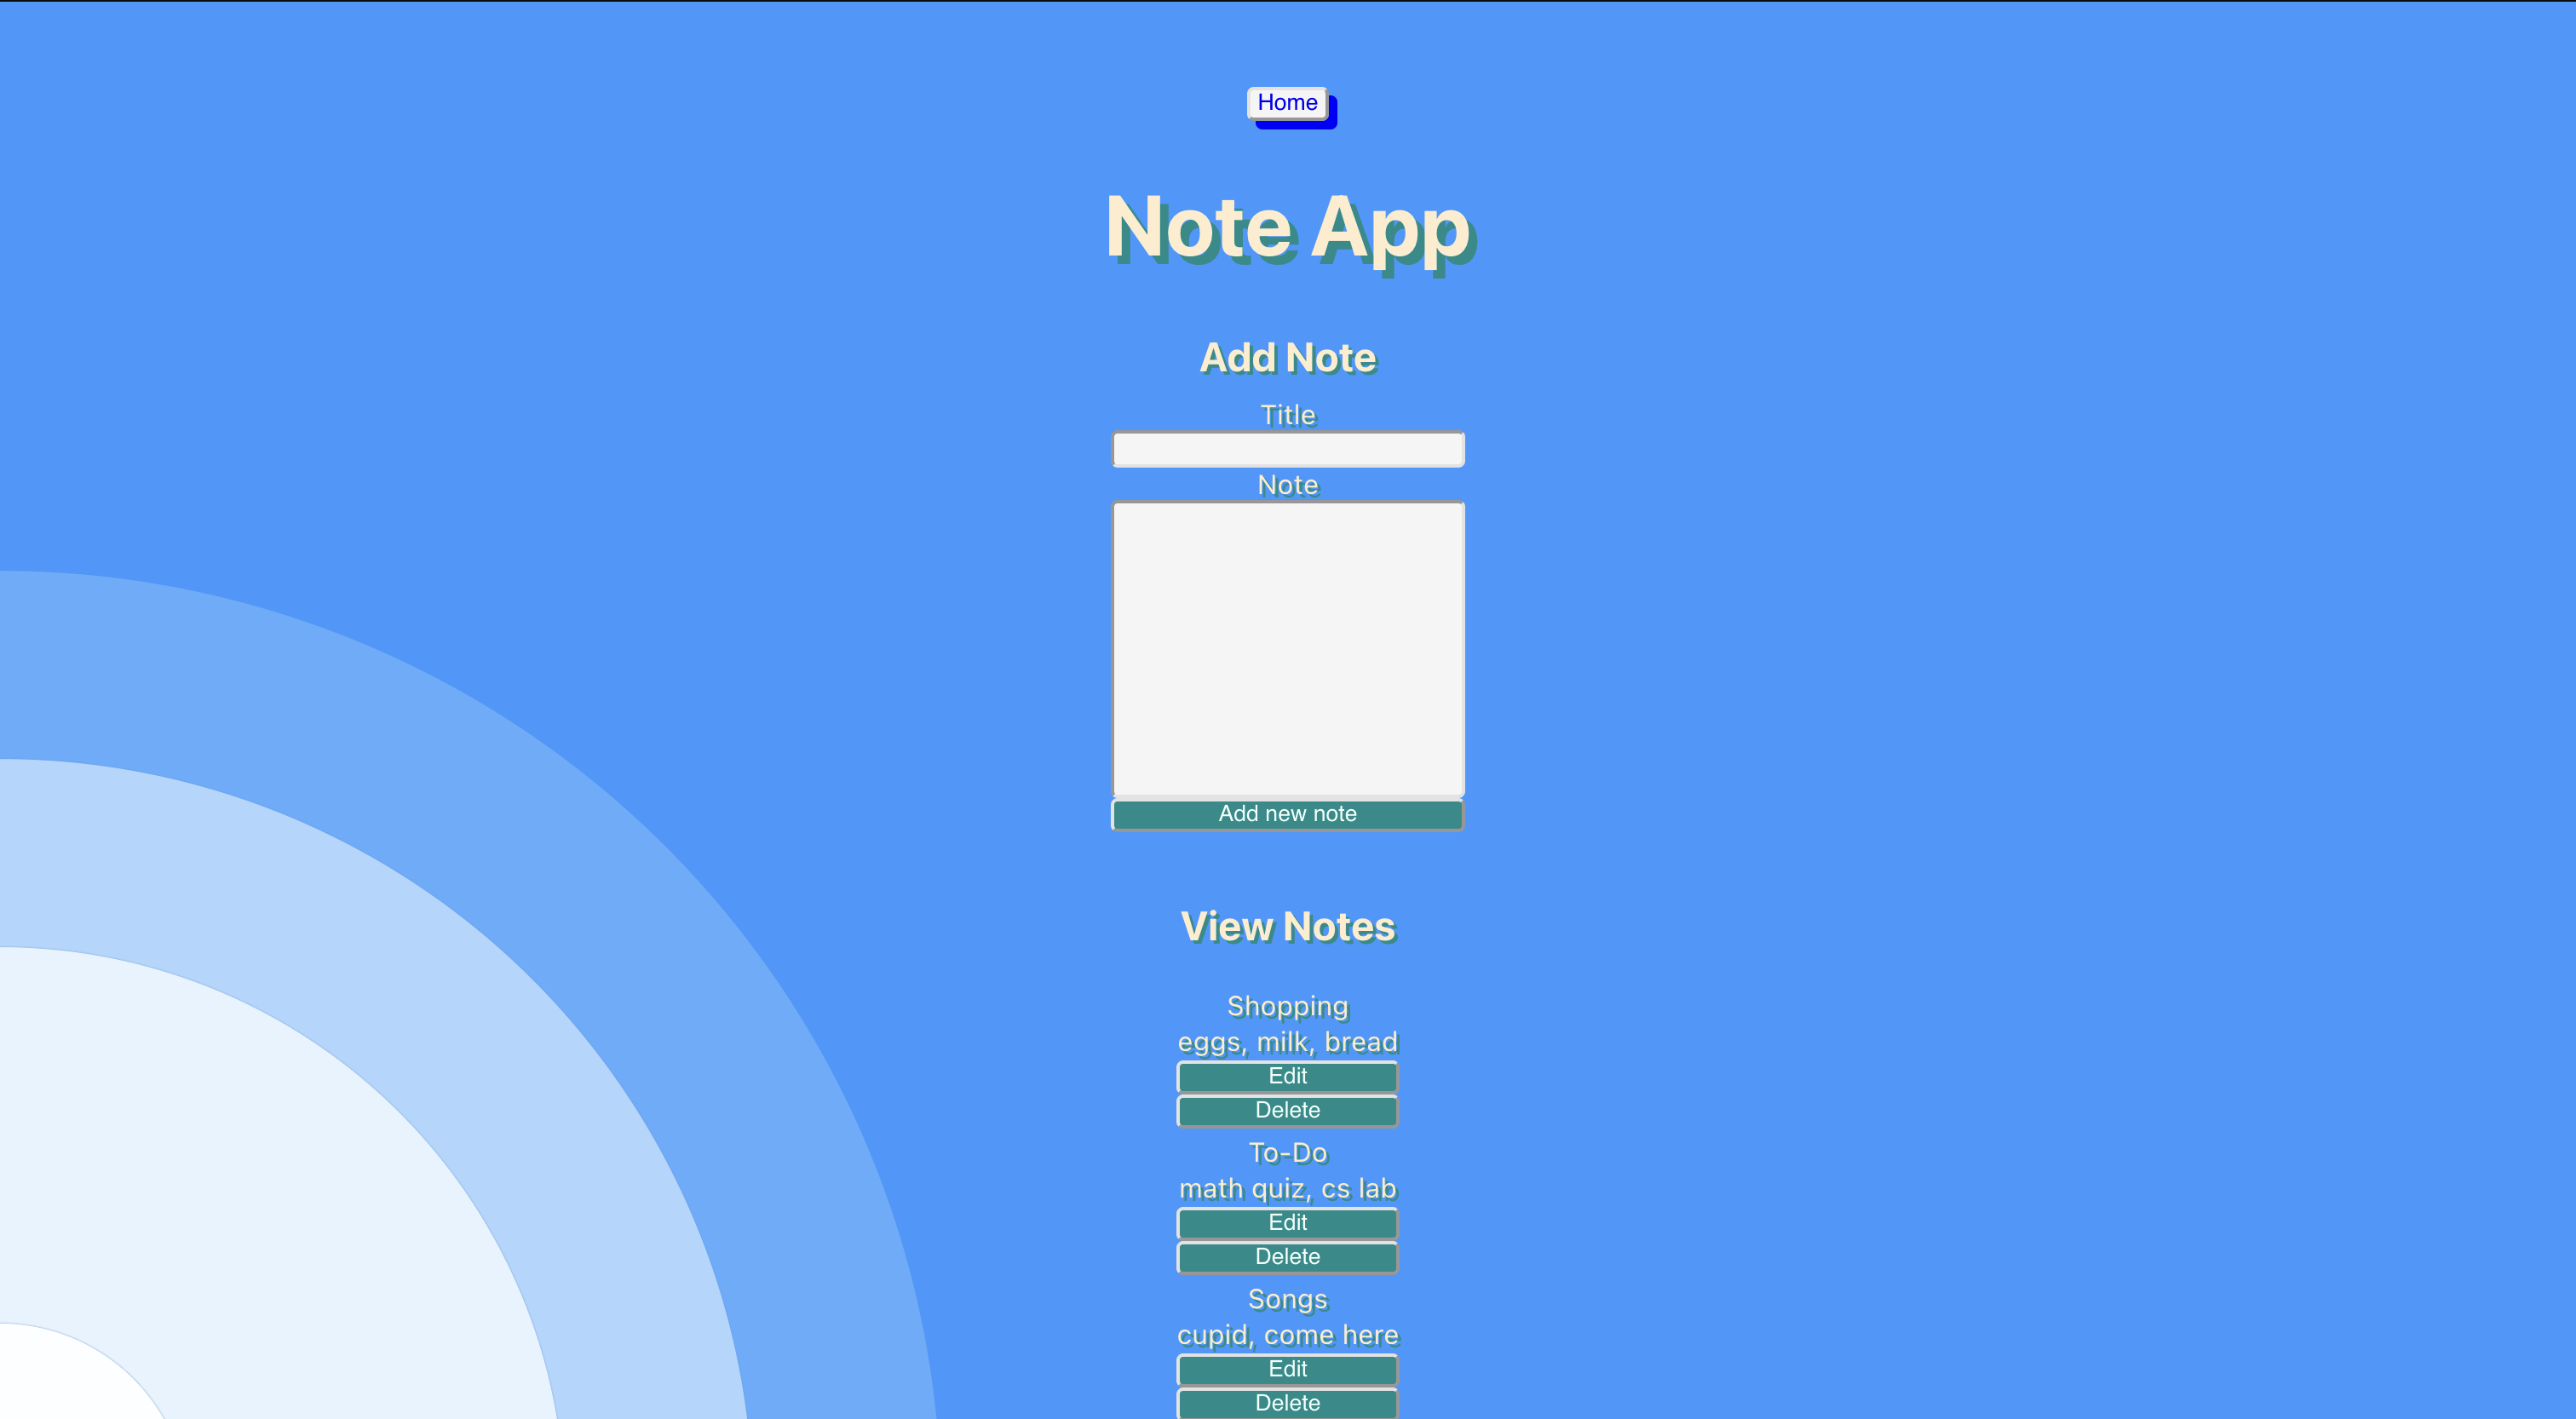 Home
Note App
Add Note
Title
Note
Add new note
View Notes
Shopping
eggs, milk, bread
Edit
Delete
To-Do
math quiz, cs lab
Edit
Delete
Songs
cupid, come here
Edit
Delete